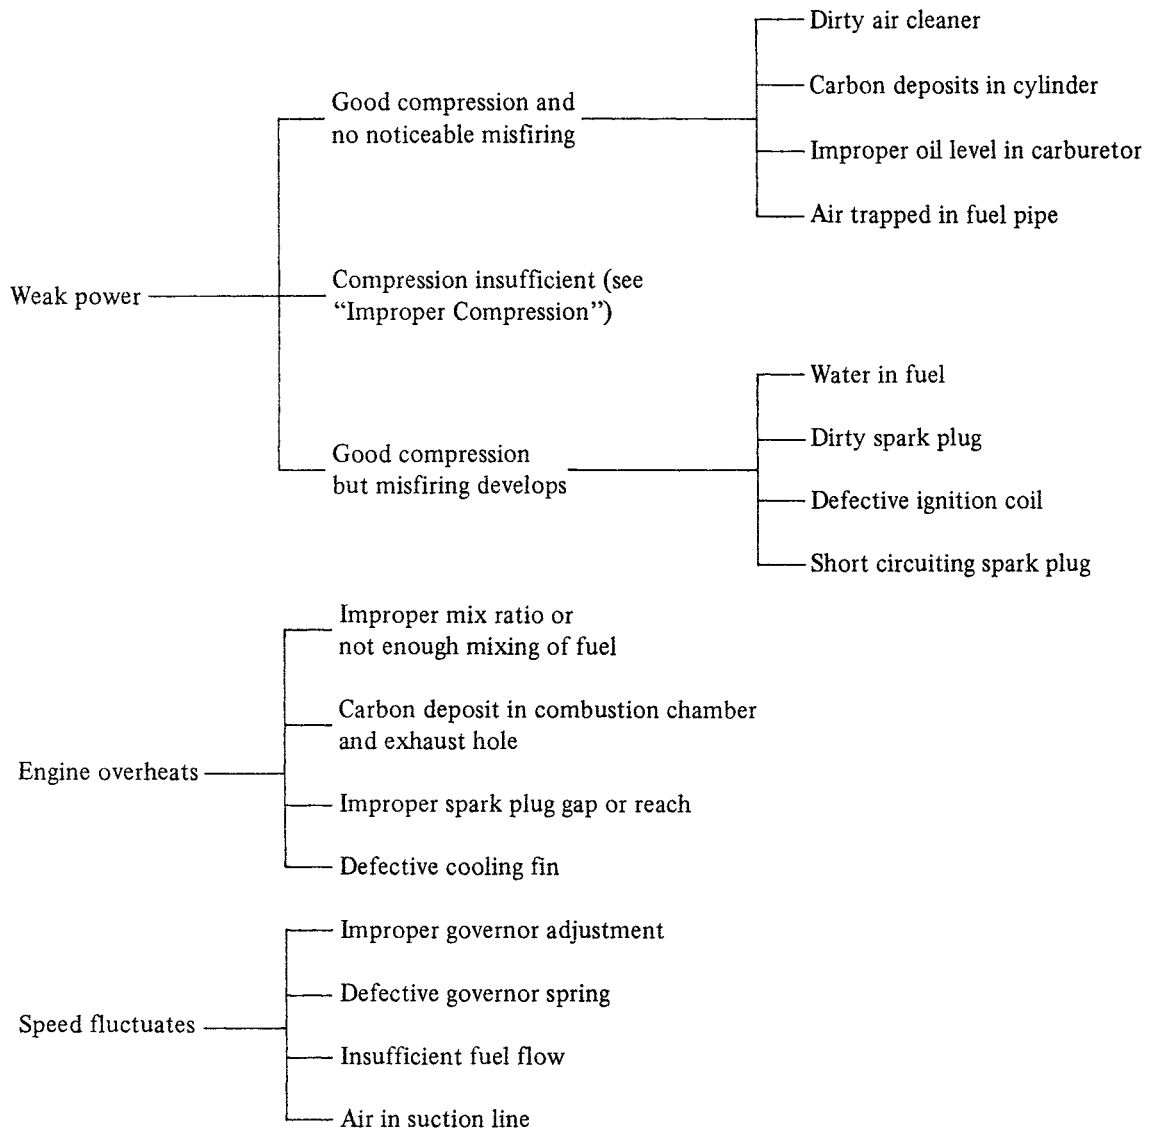 Dirty air cleaner
Carbon deposits in cylinder
Good compression and
no noticeable misfiring
Improper oil level in carburetor
Air trapped in fuel pipe
Weak power
Compression insufficient (see
“Improper Compression”)
Water in fuel
Dirty spark plug
Good compression
but misfiring develops
Defective ignition coil
Short circuiting spark plug
Improper mix ratio or
not enough mixing of fuel
Carbon deposit in combustion chamber
and exhaust hole
Engine overheats
Improper spark plug gap or reach
Defective cooling fin
Improper governor adjustment
Defective governor spring
Speed fluctuates
Insufficient fuel flow
Air in suction line